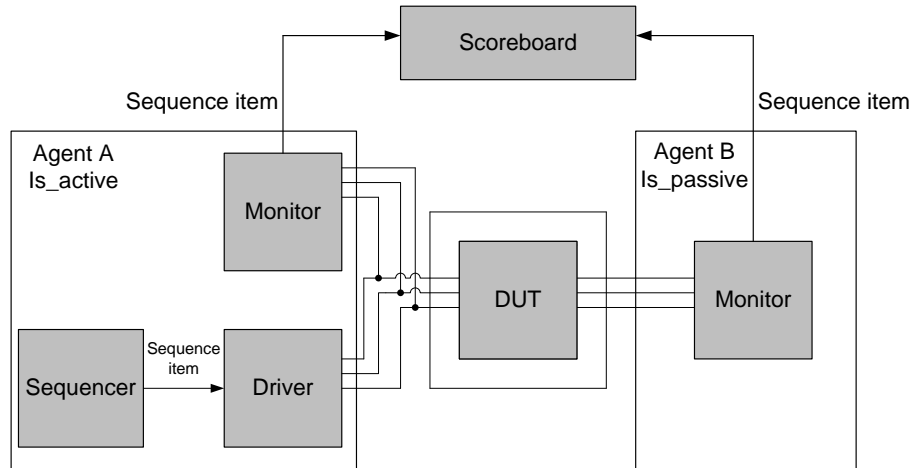 Scoreboard
Sequence item
Sequence item
Agent A
Is_active
Monitor
Agent B
Is_passive
DUT
Monitor
Sequencer
Sequence
item
Driver